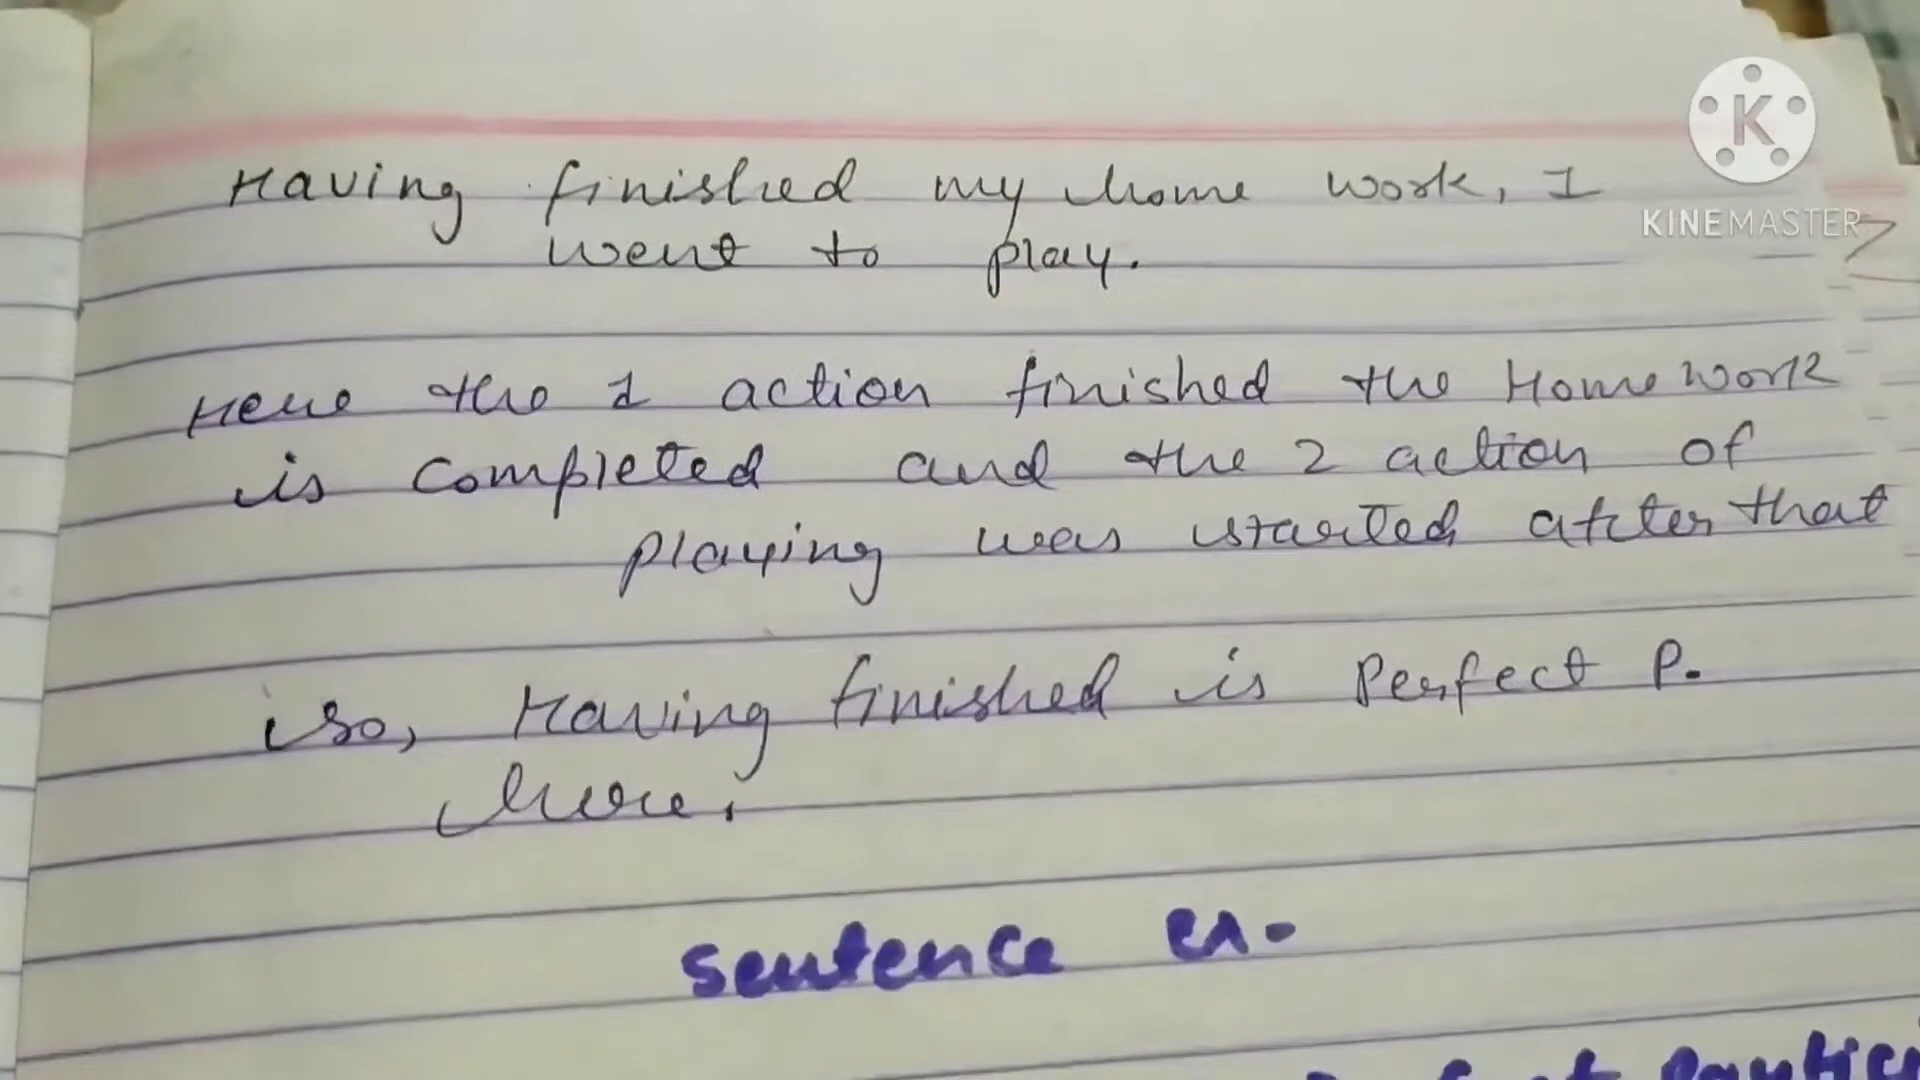 Having finished my home work, I
went to play.
Here the 1 action finished the Home work
is completed and the 2 action of
playing was started after that
so, Having finished is Perfect P.
here.
sentence ex.
KINEMASTER